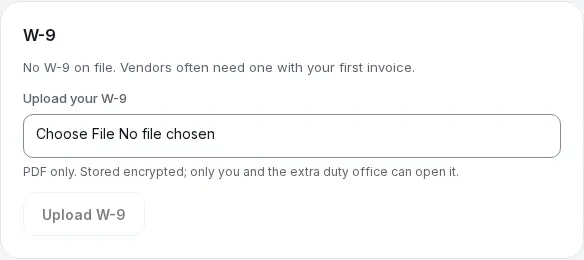 W-9
No W-9 on file. Vendors often need one with your first invoice.
Upload your W-9
Choose File No file chosen
PDF only. Stored encrypted; only you and the extra duty office can open it.
Upload W-9